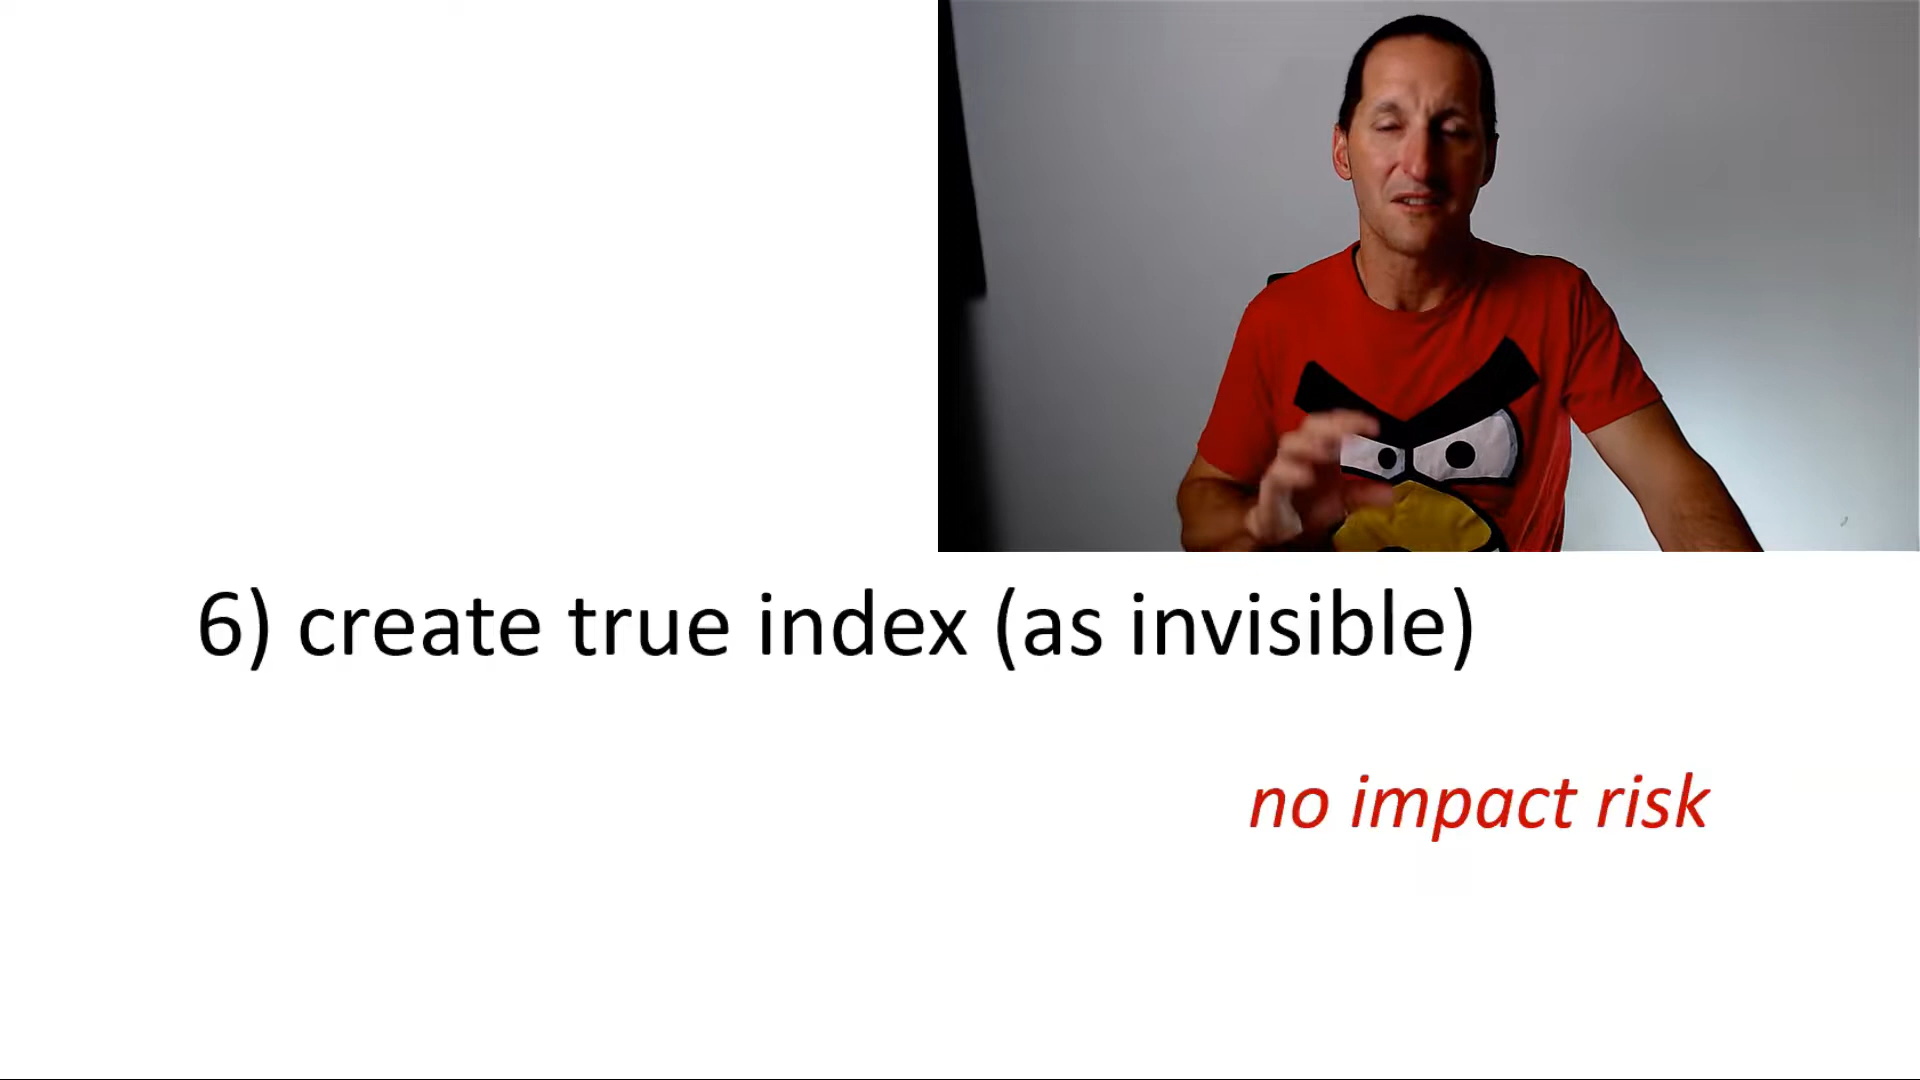 6) create true index (as invisible)
no impact risk